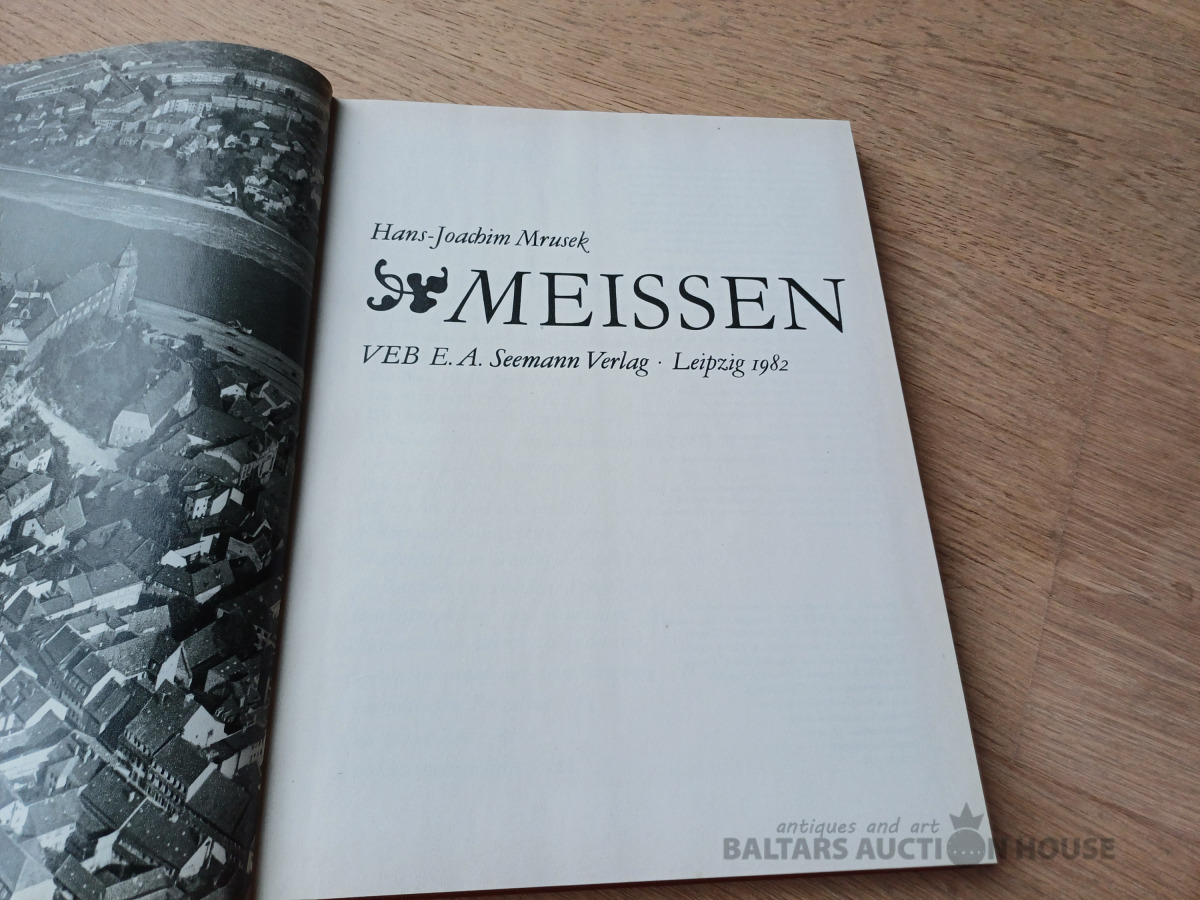 Hans-Joachim Mrusek
MEISSEN
VEB E. A. Seemann Verlag · Leipzig 1982
antiques and art
BALTARS AUCTION HOUSE